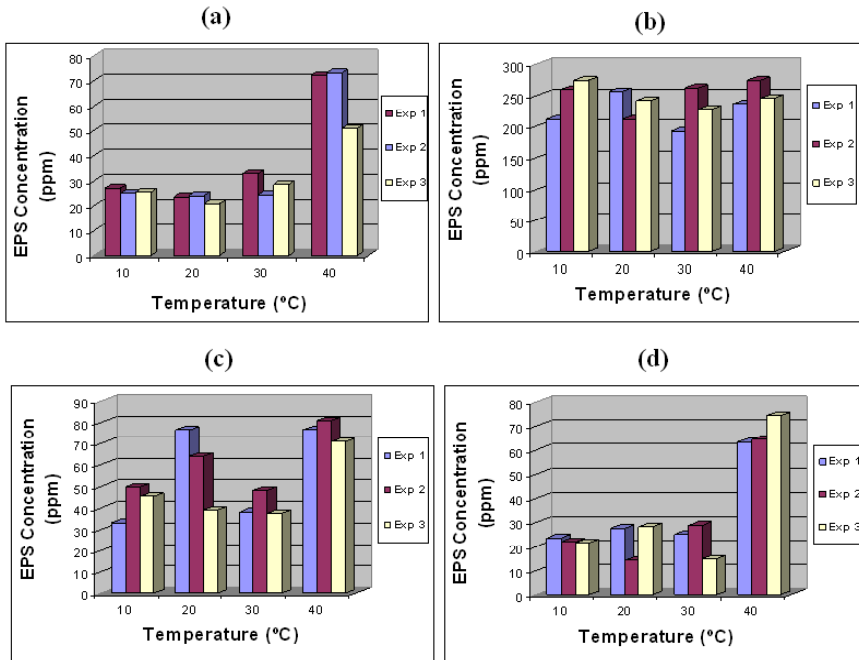 (a)
80
70
60
50
40
30
20
10
0
EPS Concentration
(ppm)
10 20 30 40
Temperature (ºC)
Exp 1
Exp 2
Exp 3
(b)
300
250
200
150
100
50
0
EPS Concentration
(ppm)
10 20 30 40
Temperature (ºC)
Exp 1
Exp 2
Exp 3
(c)
90
80
70
60
50
40
30
20
10
0
EPS Concentration
(ppm)
10 20 30 40
Temperature (ºC)
Exp 1
Exp 2
Exp 3
(d)
80
70
60
50
40
30
20
10
0
EPS Concentration
(ppm)
10 20 30 40
Temperature (ºC)
Exp 1
Exp 2
Exp 3